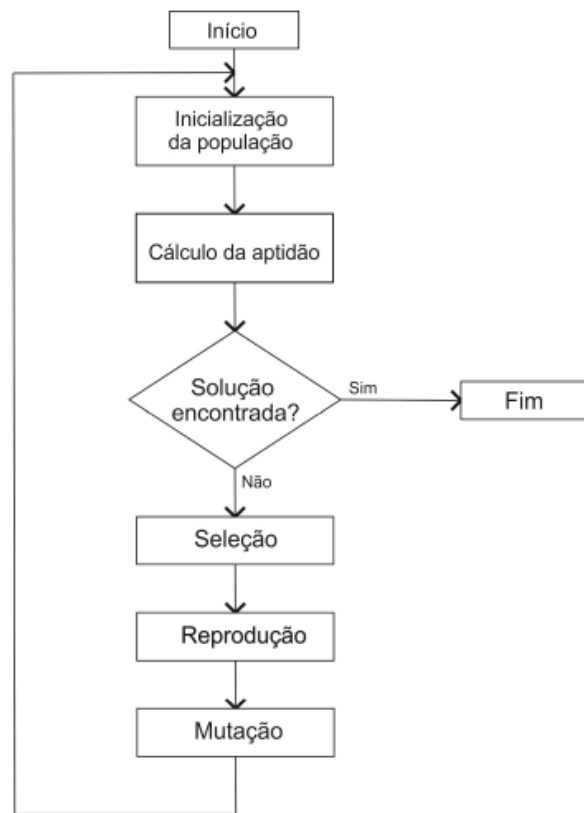 Início
Inicialização
da população
Cálculo da aptidão
Solução
encontrada?
Sim
Fim
Não
Seleção
Reprodução
Mutação